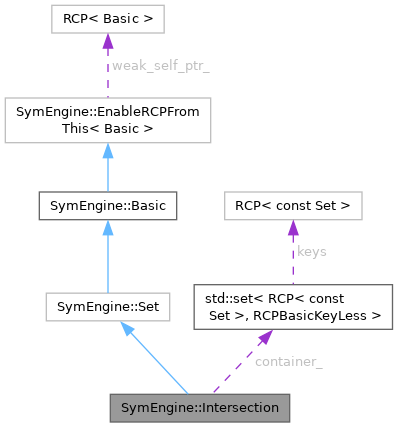 RCP< Basic >
weak_self_ptr_
SymEngine::EnableRCPFrom
This< Basic >
SymEngine::Basic
RCP< const Set >
keys
SymEngine::Set
std::set< RCP< const
Set >, RCPBasicKeyLess >
container_
SymEngine::Intersection